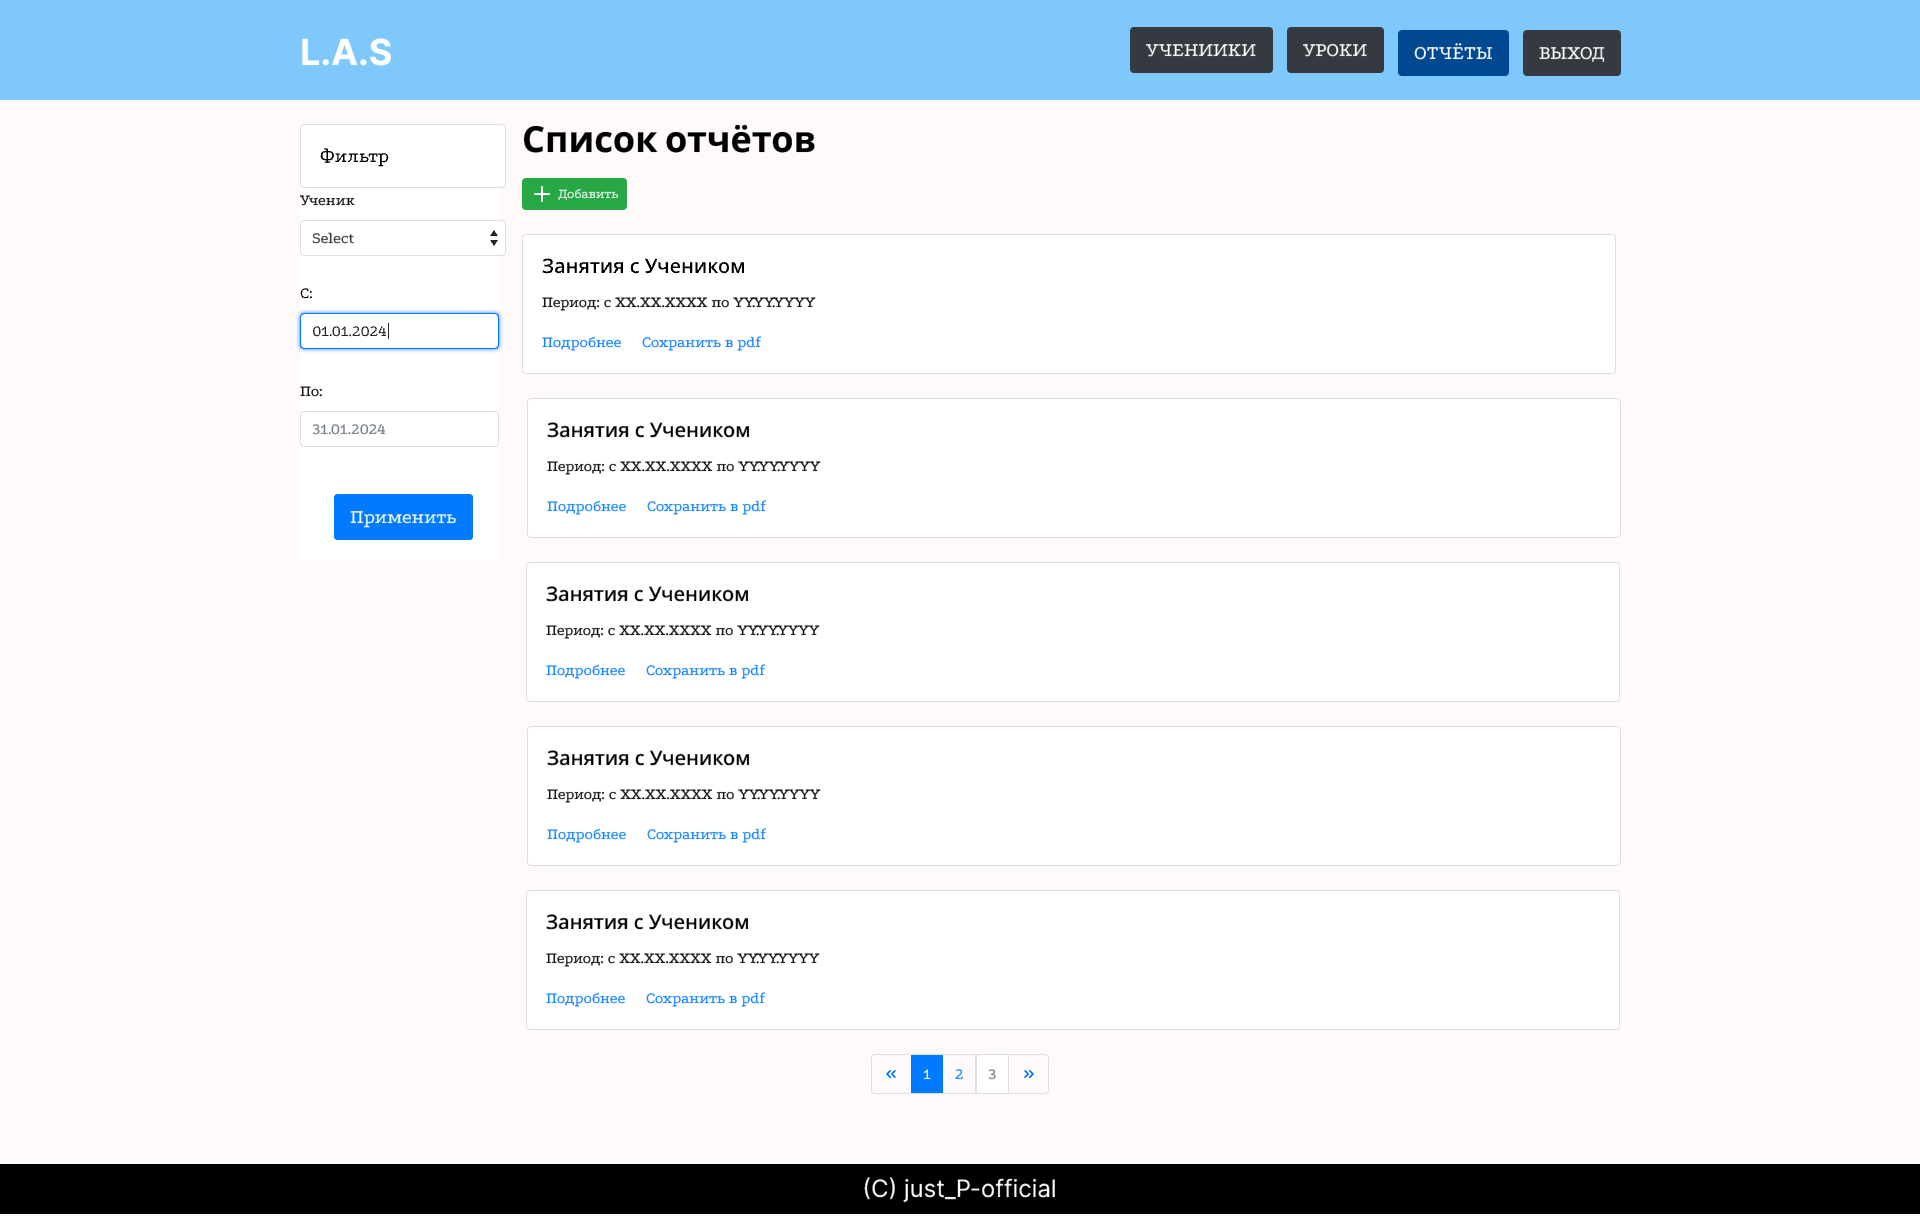 L.A.S
УЧЕНИИКИ
УРОКИ
ОТЧЁТЫ
ВЫХОД
Фильтр
Ученик
Select
С:
01.01.2024
По:
31.01.2024
Применить
Список отчётов
Добавить
Занятия с Учеником
Период: с XX.XX.XXXX по YY.YY.YYYY
Подробнее Сохранить в pdf
Занятия с Учеником
Период: с XX.XX.XXXX по YY.YY.YYYY
Подробнее Сохранить в pdf
Занятия с Учеником
Период: с XX.XX.XXXX по YY.YY.YYYY
Подробнее Сохранить в pdf
Занятия с Учеником
Период: с XX.XX.XXXX по YY.YY.YYYY
Подробнее Сохранить в pdf
Занятия с Учеником
Период: с XX.XX.XXXX по YY.YY.YYYY
Подробнее Сохранить в pdf
« 1 2 3 »
(C) just_P-official